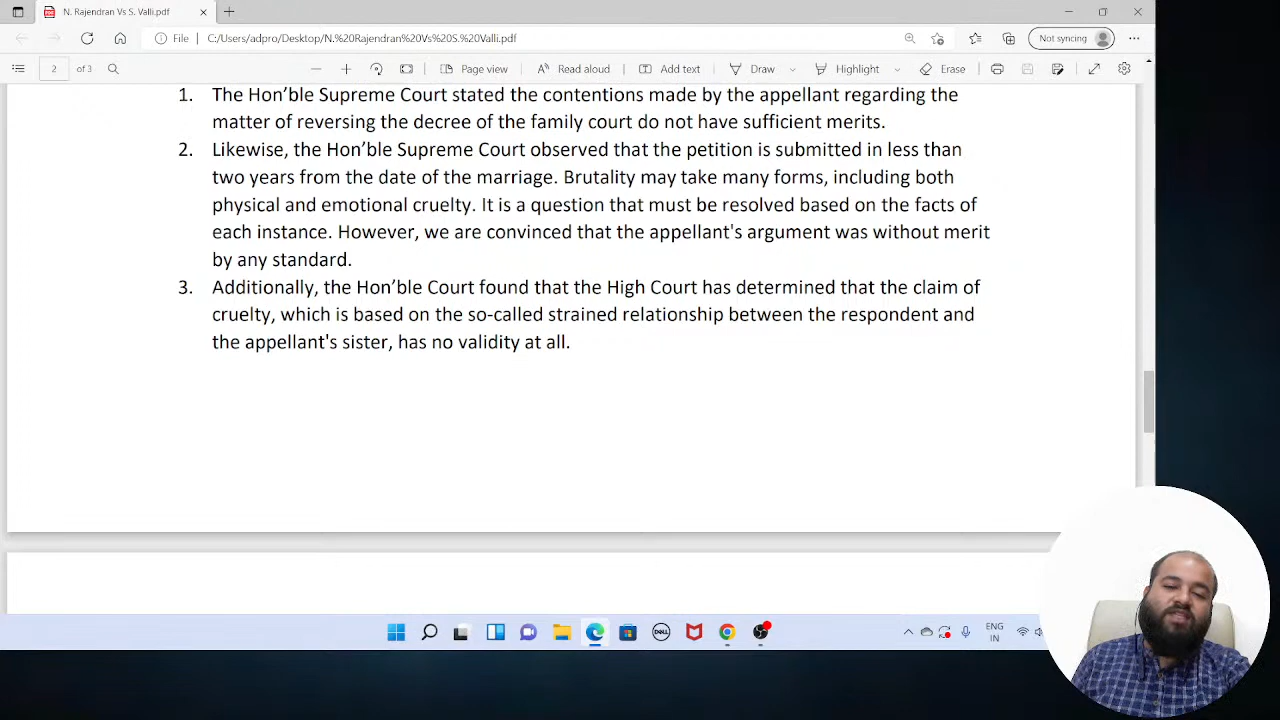 N. Rajendran Vs S. Valli.pdf
File C:/Users/adpro/Desktop/N.%20Rajendran%20Vs%20S.%20Valli.pdf Not syncing
2 of 3 Page view Read aloud Add text Draw Highlight Erase
1. The Hon’ble Supreme Court stated the contentions made by the appellant regarding the
matter of reversing the decree of the family court do not have sufficient merits.
2. Likewise, the Hon’ble Supreme Court observed that the petition is submitted in less than
two years from the date of the marriage. Brutality may take many forms, including both
physical and emotional cruelty. It is a question that must be resolved based on the facts of
each instance. However, we are convinced that the appellant's argument was without merit
by any standard.
3. Additionally, the Hon’ble Court found that the High Court has determined that the claim of
cruelty, which is based on the so-called strained relationship between the respondent and
the appellant's sister, has no validity at all.
DELL
ENG
IN